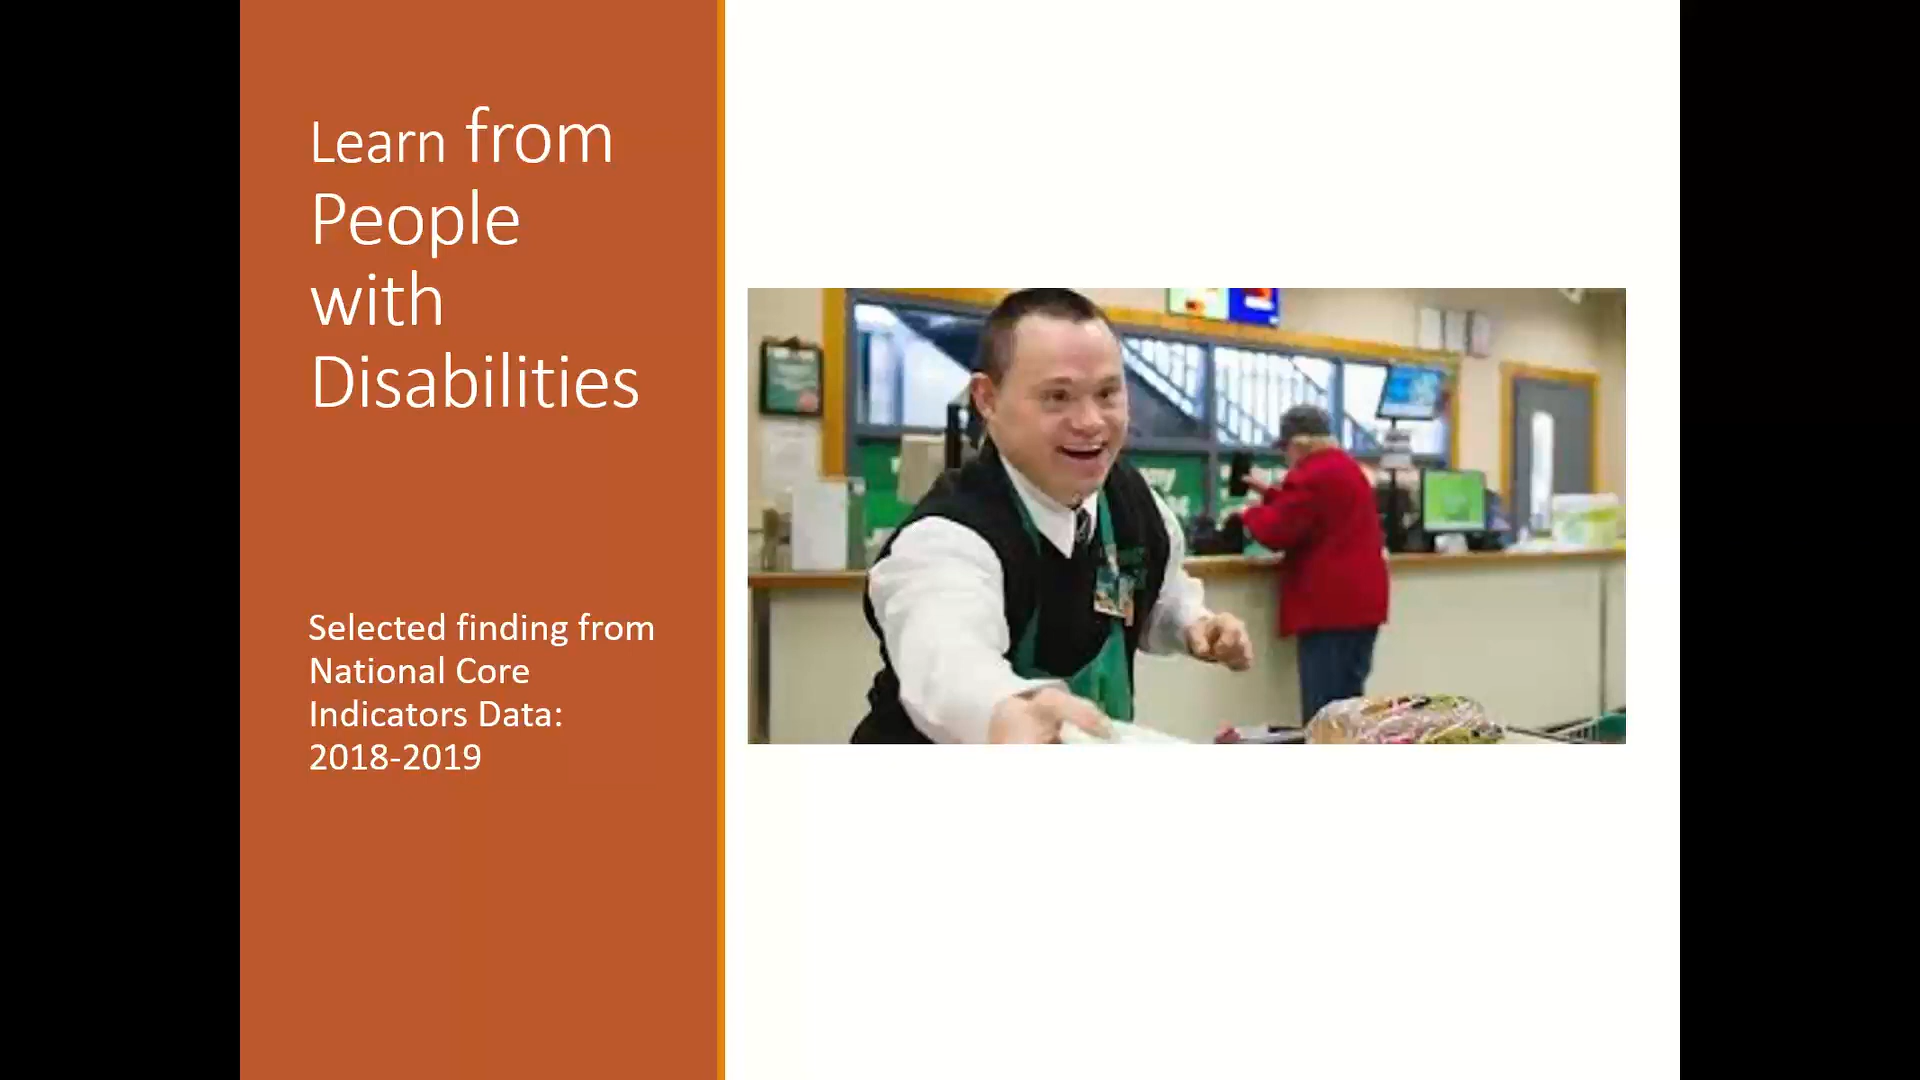 Learn from
People
with
Disabilities
Selected finding from
National Core
Indicators Data:
2018-2019